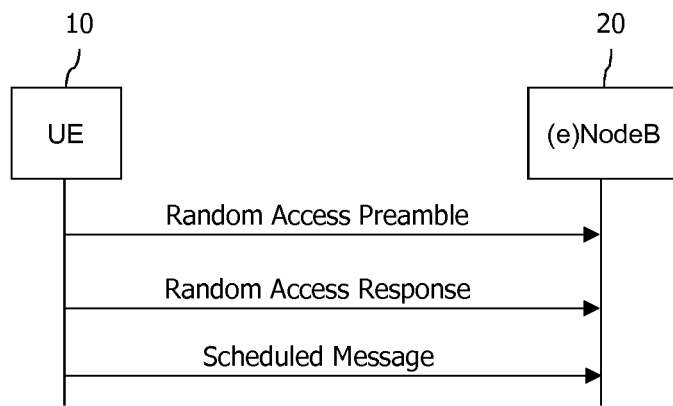 10
20
UE
(e)NodeB
Random Access Preamble
Random Access Response
Scheduled Message